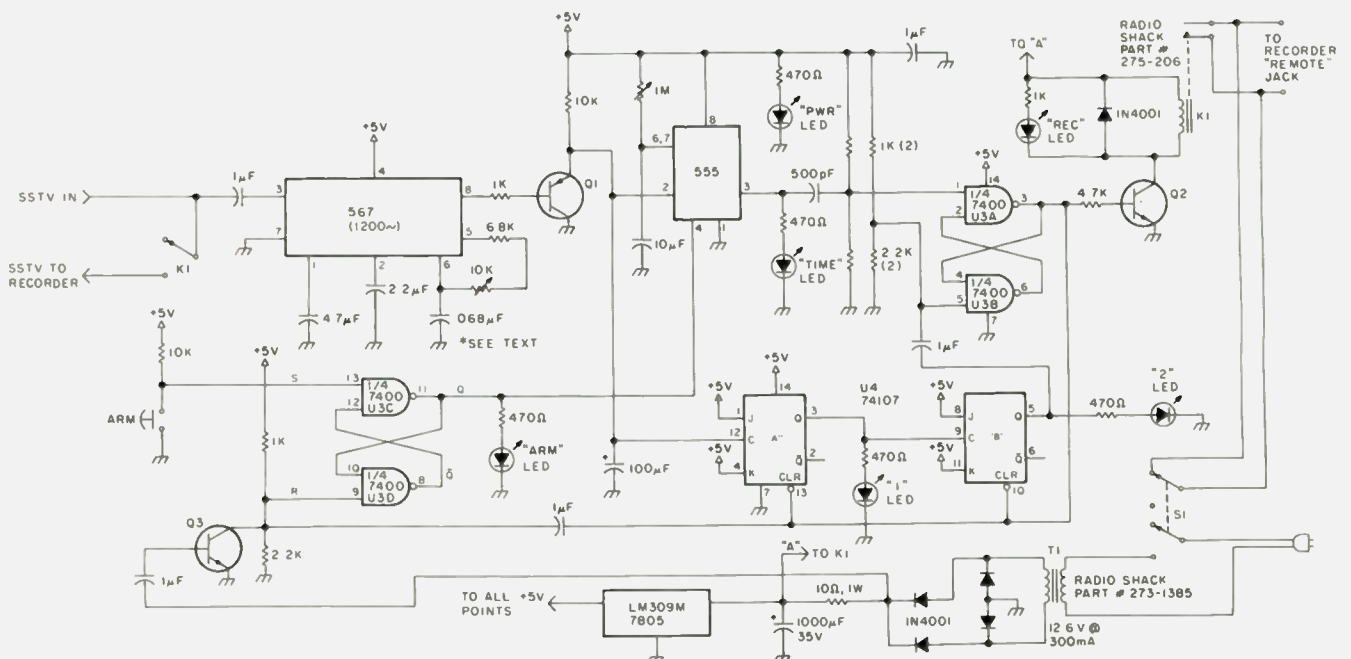 +5V
1µF
RADIO
SHACK
PART #
275-206
TO "A"
TO
RECORDER
"REMOTE"
JACK
10K
1M
470Ω
"PWR"
LED
1K
"REC"
LED
1N4001
K1
+5V
8
6,7
555
2
3
4
1
1K (2)
500pF
+5V
14
1
2
1/4
7400
U3A
3
4.7K
Q2
SSTV IN
1µF
3
4
8
1K
Q1
567
(1200~)
7
5
6.8K
1
2
6
10K
10µF
470Ω
"TIME"
LED
2.2K
(2)
4
5
1/4
7400
U3B
6
7
K1
SSTV TO
RECORDER
2.2µF
4.7µF
.068µF
*SEE TEXT
1µF
+5V
10K
+5V
S
13
12
1/4
7400
U3C
11
Q
+5V
14
U4
74107
+5V
"2"
LED
ARM
1K
470Ω
"ARM"
LED
1
J
Q
3
12
C
"A"
+5V
4
K
Q̄
2
CLR
7
13
8
J
Q
5
9
C
"B"
+5V
11
K
Q̄
6
CLR
10
470Ω
470Ω
"1"
LED
100µF
+
R
10
9
1/4
7400
U3D
8
Q̄
Q3
1µF
S1
2.2K
1µF
"A"
TO K1
T1
TO ALL
POINTS
+5V
LM309M
7805
10Ω, 1W
+
1000µF
35V
1N4001
RADIO SHACK
PART # 273-1385
12.6V @
300mA